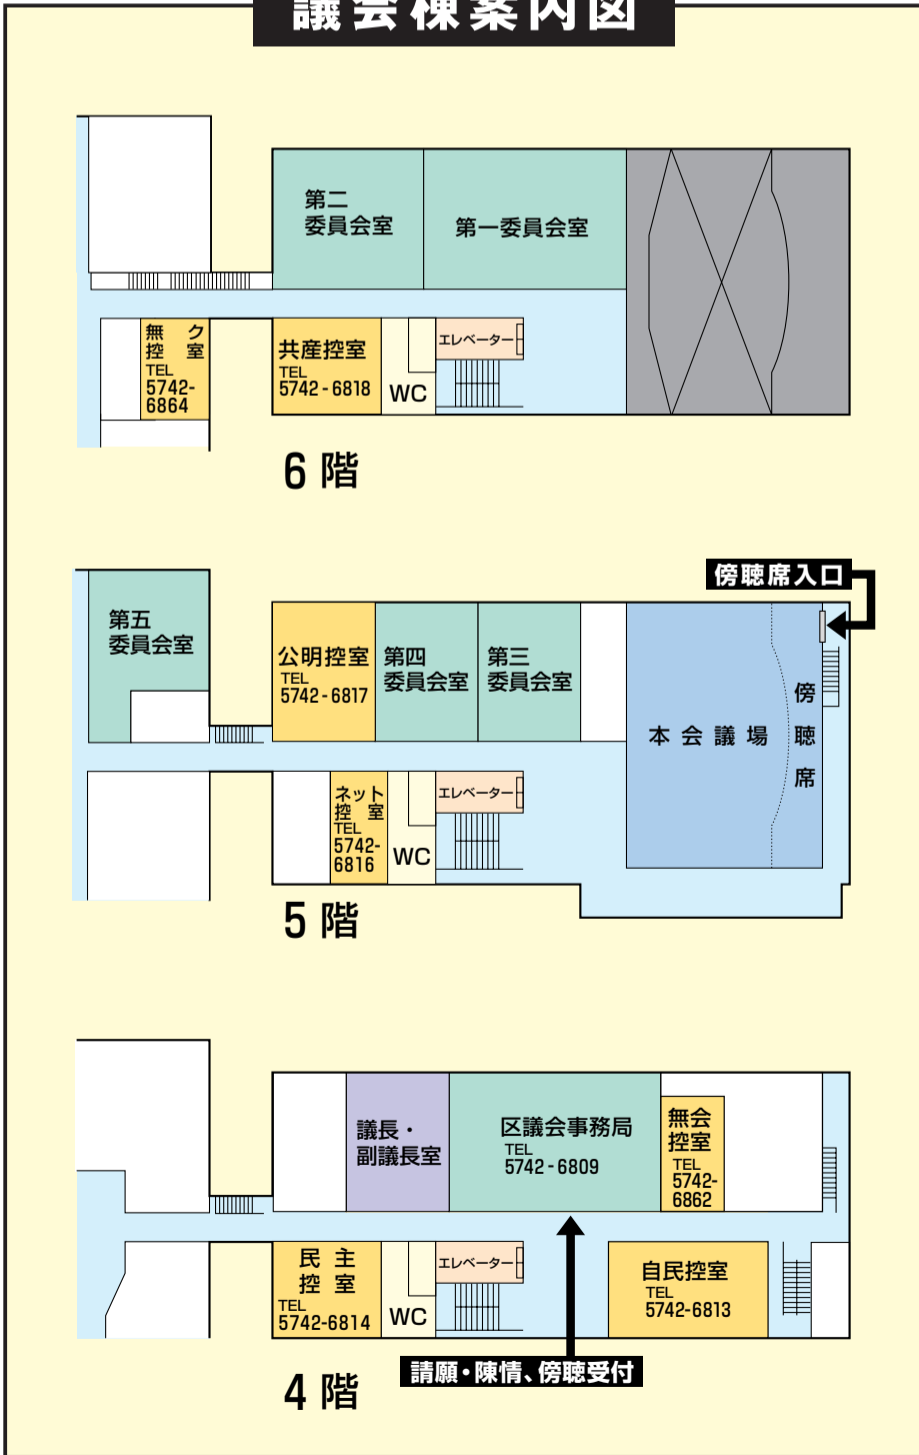 議会棟案内図
第二
委員会室
第一委員会室
無 ク
控 室
TEL
5742-
6864
共産控室
TEL
5742-6818
WC
エレベーター
6 階
傍聴席入口
第五
委員会室
公明控室
TEL
5742-6817
第四
委員会室
第三
委員会室
本会議場
傍聴席
ネット
控 室
TEL
5742-
6816
WC
エレベーター
5 階
議長・
副議長室
区議会事務局
TEL
5742-6809
無会
控室
TEL
5742-
6862
民 主
控 室
TEL
5742-6814
WC
エレベーター
自民控室
TEL
5742-6813
請願・陳情、傍聴受付
4 階